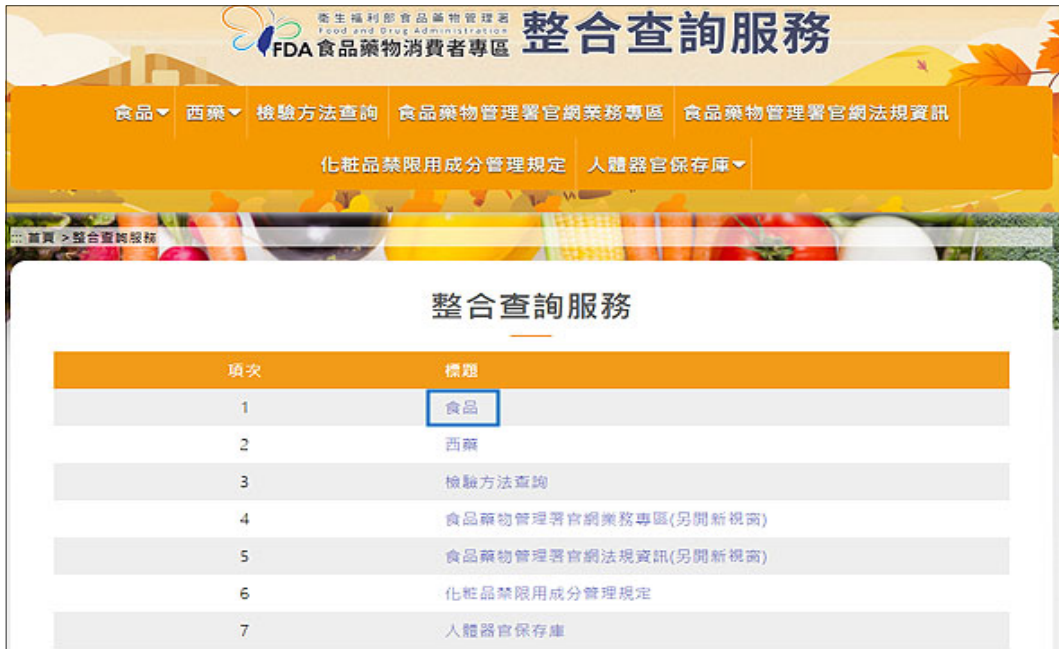 衛生福利部食品藥物管理署
Food and Drug Administration
FDA 食品藥物消費者專區 整合查詢服務
食品▼ 西藥▼ 檢驗方法查詢 食品藥物管理署官網業務專區 食品藥物管理署官網法規資訊
化粧品禁限用成分管理規定 人體器官保存庫▼
::: 首頁 >整合查詢服務
整合查詢服務
項次 標題
1 食品
2 西藥
3 檢驗方法查詢
4 食品藥物管理署官網業務專區(另開新視窗)
5 食品藥物管理署官網法規資訊(另開新視窗)
6 化粧品禁限用成分管理規定
7 人體器官保存庫